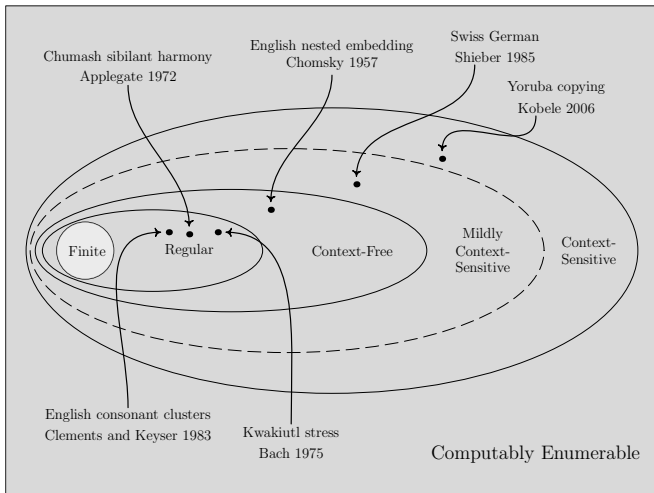 Swiss German
Shieber 1985
English nested embedding
Chomsky 1957
Chumash sibilant harmony
Applegate 1972
Yoruba copying
Kobele 2006
Finite
Regular
Context-Free
Mildly
Context-
Sensitive
Context-
Sensitive
English consonant clusters
Clements and Keyser 1983
Kwakiutl stress
Bach 1975
Computably Enumerable